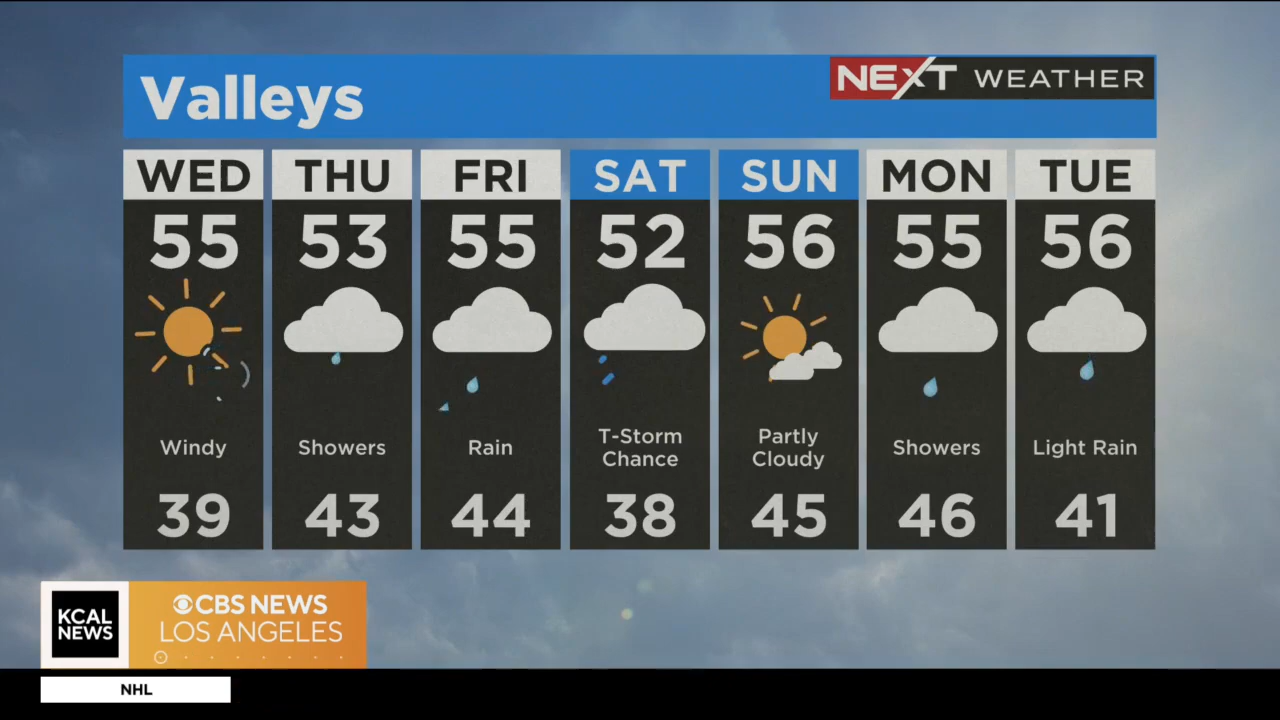 Valleys
NEXT WEATHER
WED THU FRI SAT SUN MON TUE
55 53 55 52 56 55 56
Windy Showers Rain T-Storm Chance Partly Cloudy Showers Light Rain
39 43 44 38 45 46 41
KCAL NEWS
CBS NEWS
LOS ANGELES
NHL